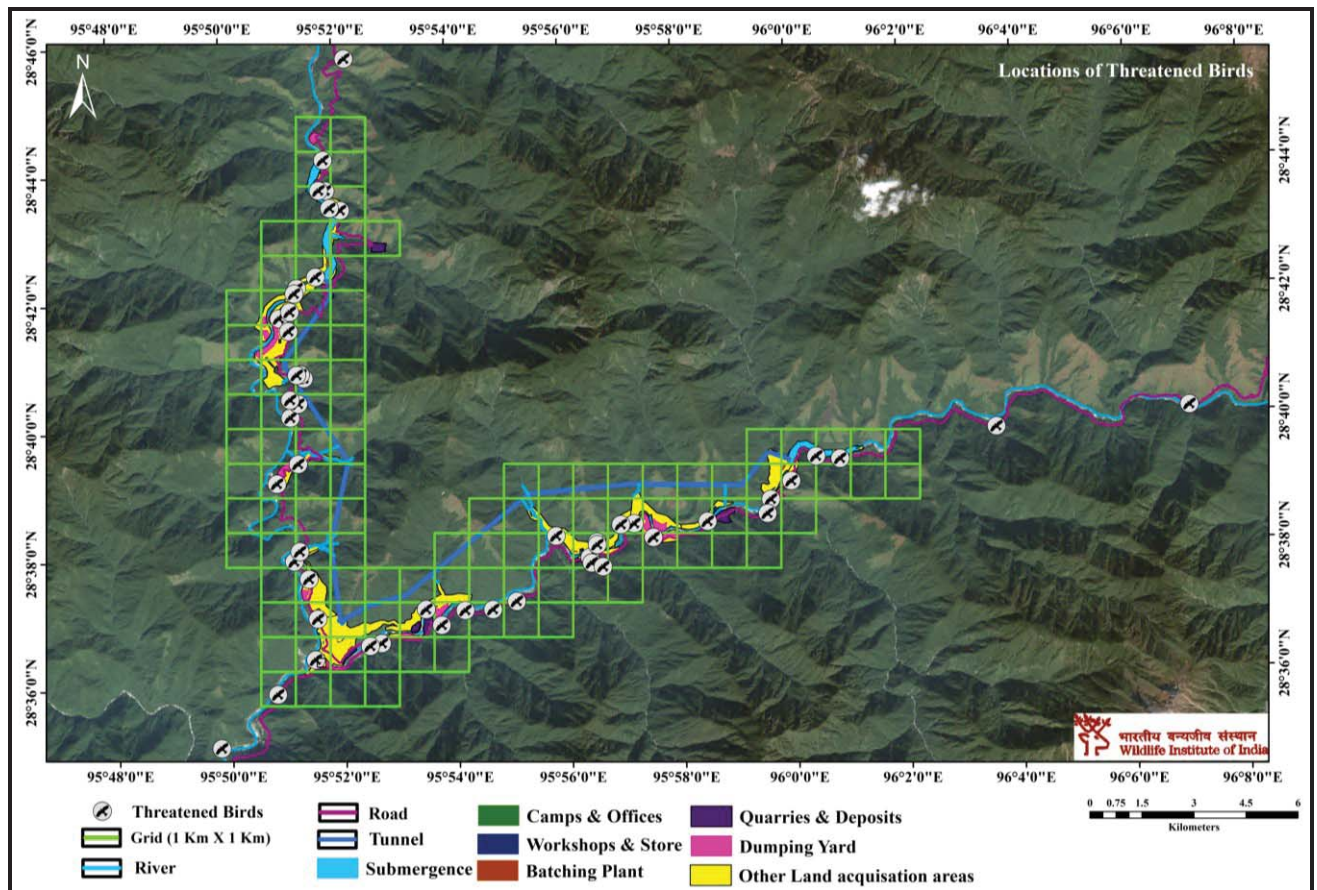 95°48'0"E 95°50'0"E 95°52'0"E 95°54'0"E 95°56'0"E 95°58'0"E 96°0'0"E 96°2'0"E 96°4'0"E 96°6'0"E 96°8'0"E
28°46'0"N
28°44'0"N
28°42'0"N
28°40'0"N
28°38'0"N
28°36'0"N
N
Locations of Threatened Birds
28°44'0"N
28°42'0"N
28°40'0"N
28°38'0"N
28°36'0"N
भारतीय वन्यजीव संस्थान
Wildlife Institute of India
95°48'0"E 95°50'0"E 95°52'0"E 95°54'0"E 95°56'0"E 95°58'0"E 96°0'0"E 96°2'0"E 96°4'0"E 96°6'0"E 96°8'0"E
Threatened Birds
Grid (1 Km X 1 Km)
River
Road
Tunnel
Submergence
Camps & Offices
Workshops & Store
Batching Plant
Quarries & Deposits
Dumping Yard
Other Land acquisation areas
0 0.75 1.5 3 4.5 6
Kilometers